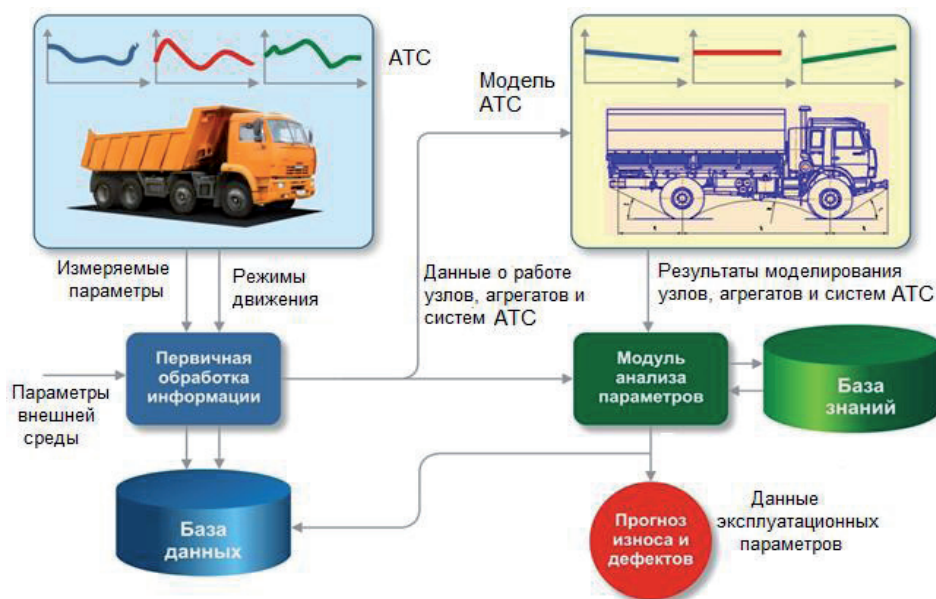 АТС
Модель
АТС
Измеряемые
параметры
Режимы
движения
Данные о работе
узлов, агрегатов и
систем АТС
Результаты моделирования
узлов, агрегатов и систем АТС
Первичная
обработка
информации
Модуль
анализа
параметров
База
знаний
Параметры
внешней
среды
База
данных
Прогноз
износа и
дефектов
Данные
эксплуатационных
параметров